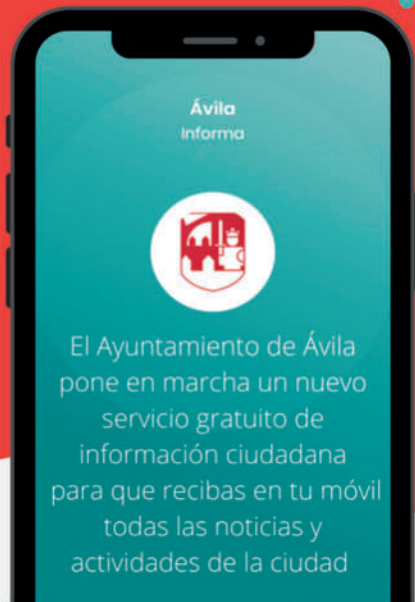 Ávila
Informa
El Ayuntamiento de Ávila
pone en marcha un nuevo
servicio gratuito de
información ciudadana
para que recibas en tu móvil
todas las noticias y
actividades de la ciudad